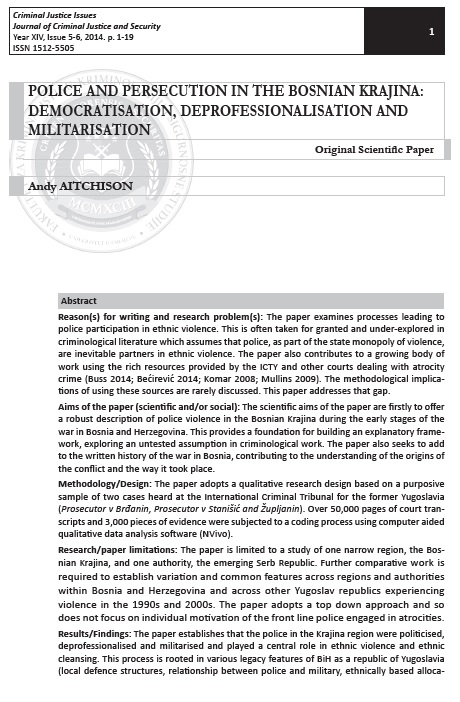 Criminal Justice Issues
Journal of Criminal Justice and Security
Year XIV, Issue 5-6, 2014. p. 1-19
ISSN 1512-5505
1
POLICE AND PERSECUTION IN THE BOSNIAN KRAJINA:
DEMOCRATISATION, DEPROFESSIONALISATION AND
MILITARISATION
Original Scientific Paper
Andy AITCHISON
MCMXCIII
Abstract
Reason(s) for writing and research problem(s): The paper examines processes leading to
police participation in ethnic violence. This is often taken for granted and under-explored in
criminological literature which assumes that police, as part of the state monopoly of violence,
are inevitable partners in ethnic violence. The paper also contributes to a growing body of
work using the rich resources provided by the ICTY and other courts dealing with atrocity
crime (Buss 2014; Bećirević 2014; Komar 2008; Mullins 2009). The methodological implica-
tions of using these sources are rarely discussed. This paper addresses that gap.
Aims of the paper (scientific and/or social): The scientific aims of the paper are firstly to offer
a robust description of police violence in the Bosnian Krajina during the early stages of the
war in Bosnia and Herzegovina. This provides a foundation for building an explanatory frame-
work, exploring an untested assumption in criminological work. The paper also seeks to add
to the written history of the war in Bosnia, contributing to the understanding of the origins of
the conflict and the way it took place.
Methodology/Design: The paper adopts a qualitative research design based on a purposive
sample of two cases heard at the International Criminal Tribunal for the former Yugoslavia
(Prosecutor v Brđanin, Prosecutor v Stanišić and Župljanin). Over 50,000 pages of court tran-
scripts and 3,000 pieces of evidence were subjected to a coding process using computer aided
qualitative data analysis software (NVivo).
Research/paper limitations: The paper is limited to a study of one narrow region, the Bos-
nian Krajina, and one authority, the emerging Serb Republic. Further comparative work is
required to establish variation and common features across regions and authorities
within Bosnia and Herzegovina and across other Yugoslav republics experiencing
violence in the 1990s and 2000s. The paper adopts a top down approach and so
does not focus on individual motivation of the front line police engaged in atrocities.
Results/Findings: The paper establishes that the police in the Krajina region were politicised,
deprofessionalised and militarised and played a central role in ethnic violence and ethnic
cleansing. This process is rooted in various legacy features of BiH as a republic of Yugoslavia
(local defence structures, relationship between police and military, ethnically based alloca-